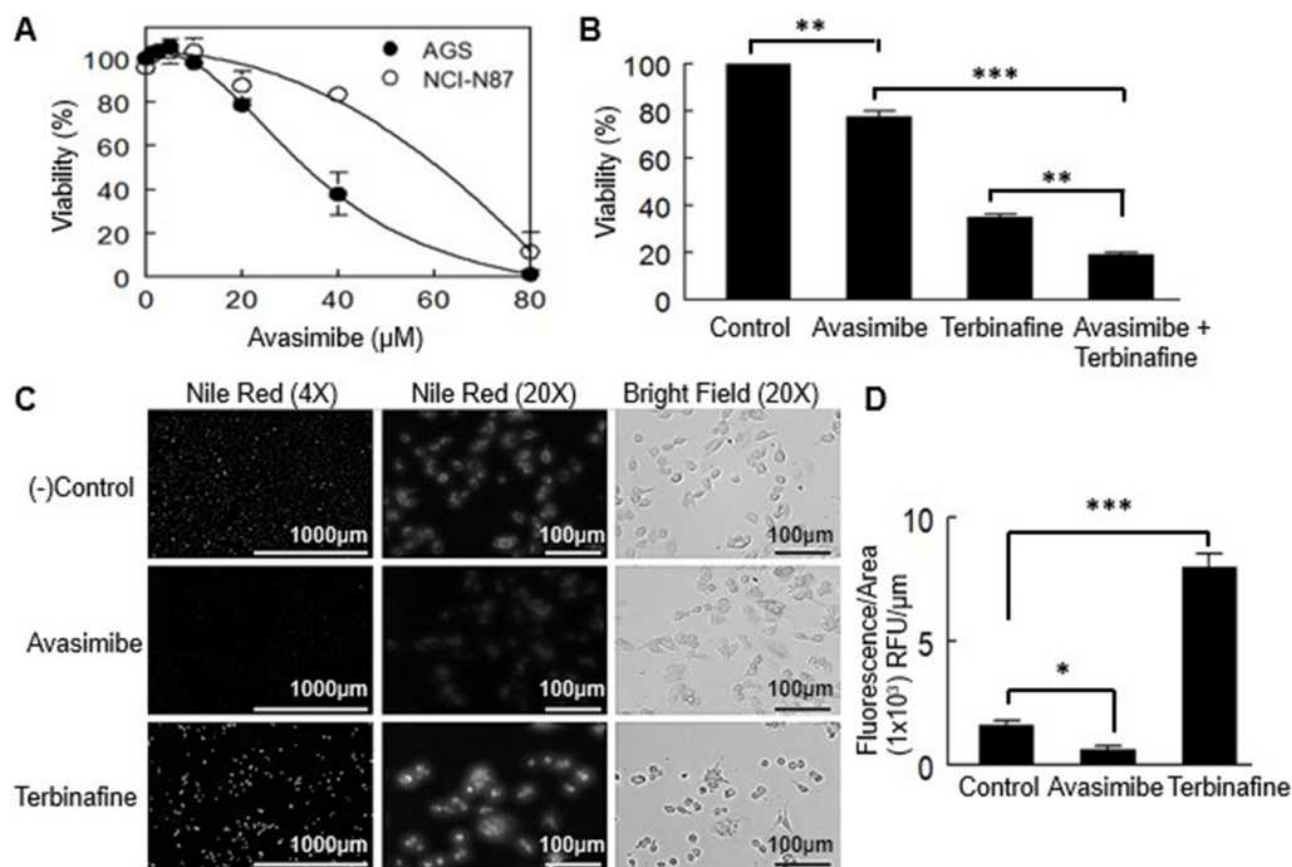 A
AGS
NCI-N87
Viability (%)
100
80
60
40
20
0
0 20 40 60 80
Avasimibe (µM)
B
**
***
**
Viability (%)
100
80
60
40
20
0
Control Avasimibe Terbinafine Avasimibe +
Terbinafine
C
Nile Red (4X) Nile Red (20X) Bright Field (20X)
(-)Control
1000µm 100µm 100µm
Avasimibe
1000µm 100µm 100µm
Terbinafine
1000µm 100µm 100µm
D
***
*
Fluorescence/Area
(1x10³) RFU/µm
10
5
0
Control Avasimibe Terbinafine